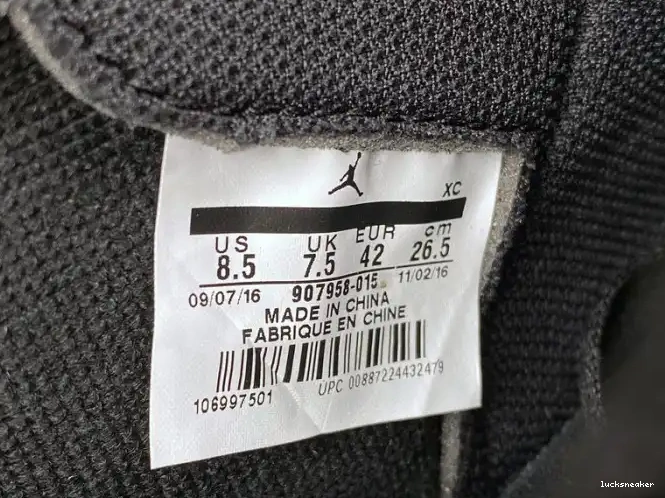 XC
US UK EUR cm
8.5 7.5 42 26.5
09/07/16 907958-015 11/02/16
MADE IN CHINA
FABRIQUE EN CHINE
106997501 UPC 00887224432479
lucksneaker